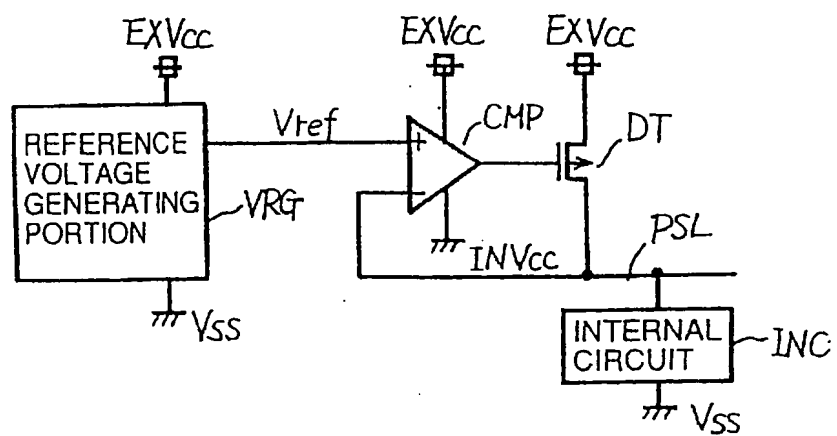 EXVcc
EXVcc
EXVcc
REFERENCE
VOLTAGE
GENERATING
PORTION
VRG
Vref
+
-
CMP
DT
INVcc
PSL
INTERNAL
CIRCUIT
INC
Vss
Vss